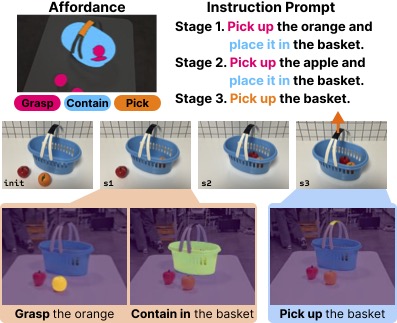 Affordance
Instruction Prompt
Stage 1. Pick up the orange and
place it in the basket.
Stage 2. Pick up the apple and
place it in the basket.
Stage 3. Pick up the basket.
Grasp
Contain
Pick
init
s1
s2
s3
Grasp the orange
Contain in the basket
Pick up the basket